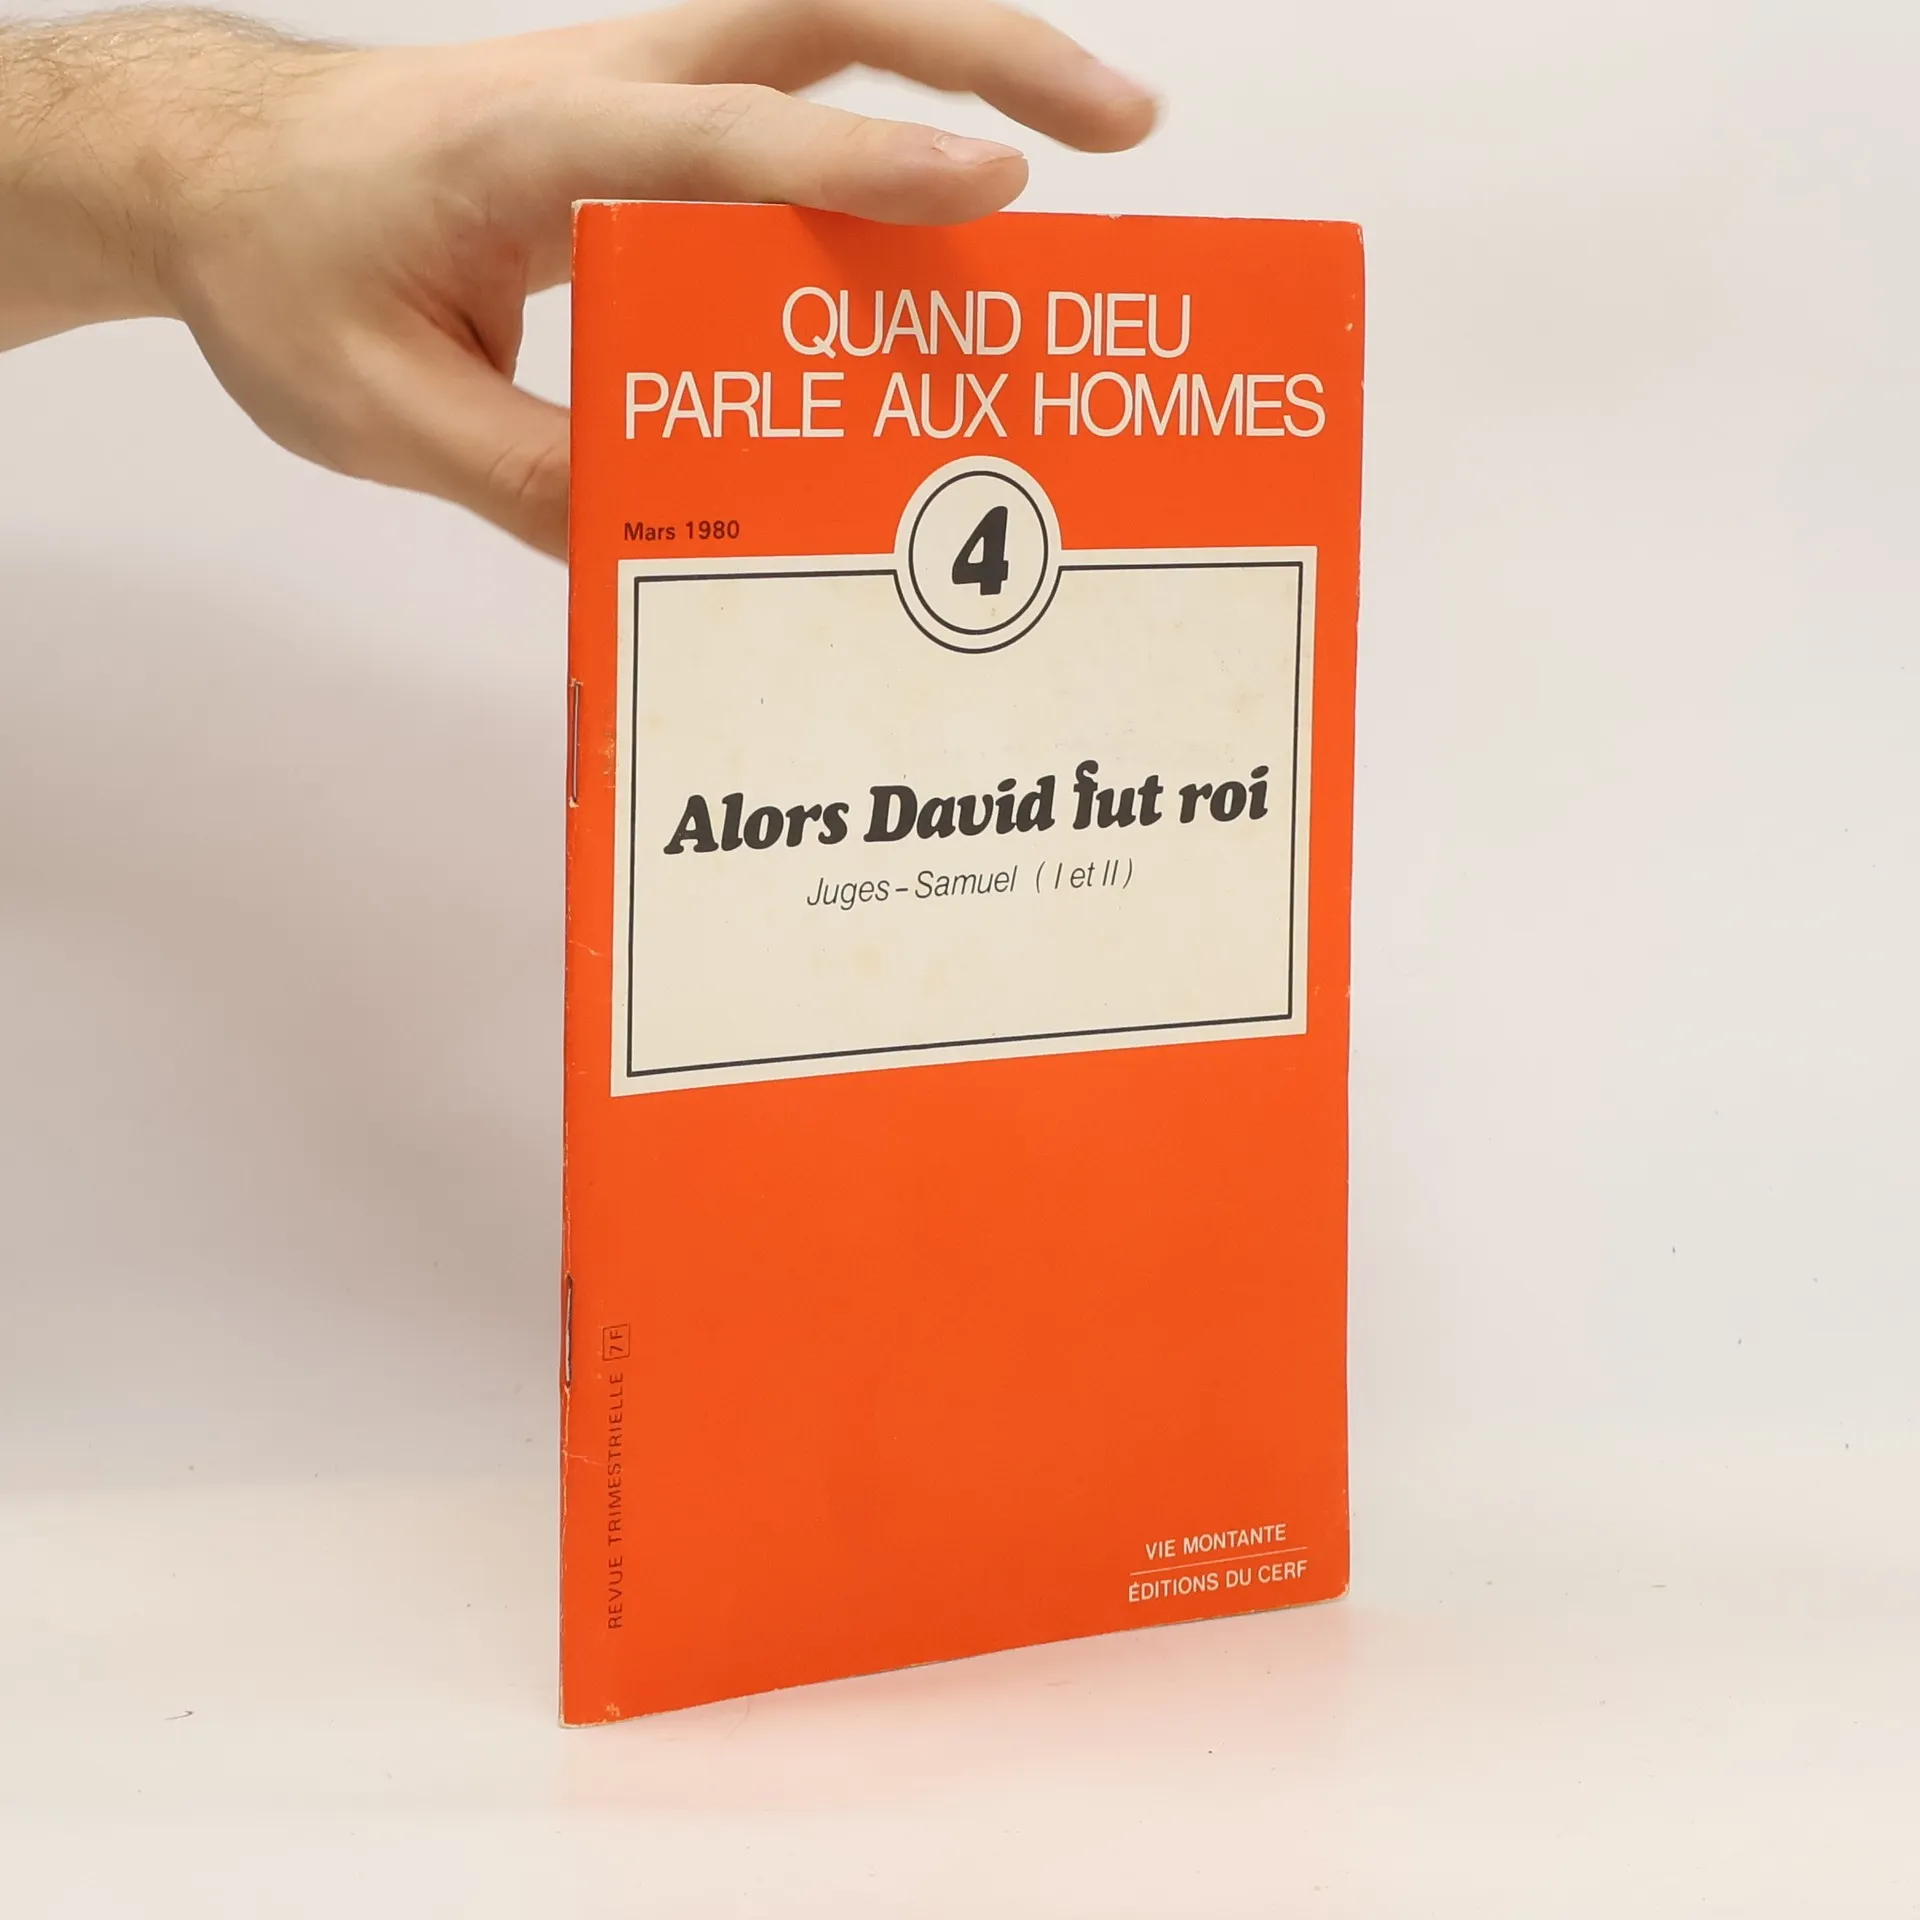 QUAND DIEU
PARLE AUX HOMMES
Mars 1980
4
Alors David fut roi
Juges - Samuel ( I et II )
REVUE TRIMESTRIELLE 7 F
VIE MONTANTE
ÉDITIONS DU CERF